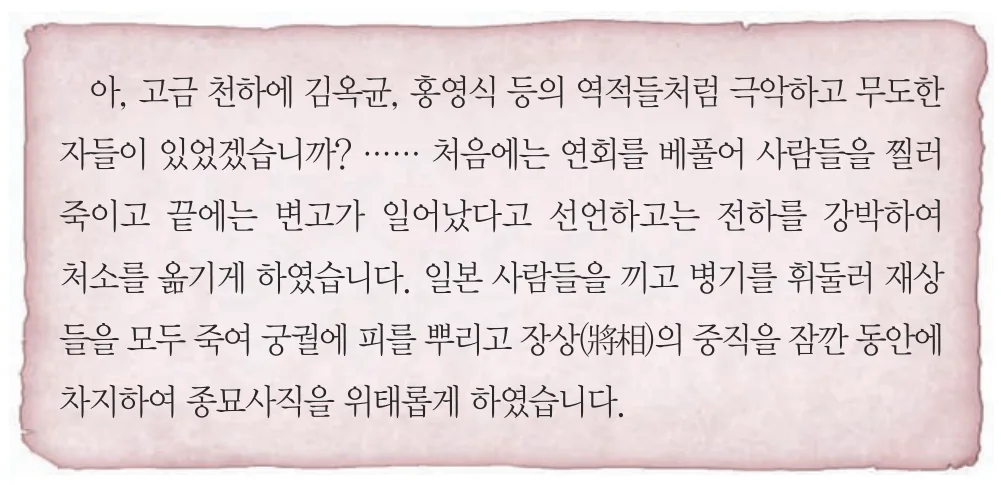 아, 고금 천하에 김옥균, 홍영식 등의 역적들처럼 극악하고 무도한
자들이 있었겠습니까? …… 처음에는 연회를 베풀어 사람들을 찔러
죽이고 끝에는 변고가 일어났다고 선언하고는 전하를 강박하여
처소를 옮기게 하였습니다. 일본 사람들을 끼고 병기를 휘둘러 재상
들을 모두 죽여 궁궐에 피를 뿌리고 장상(將相)의 중직을 잠깐 동안에
차지하여 종묘사직을 위태롭게 하였습니다.